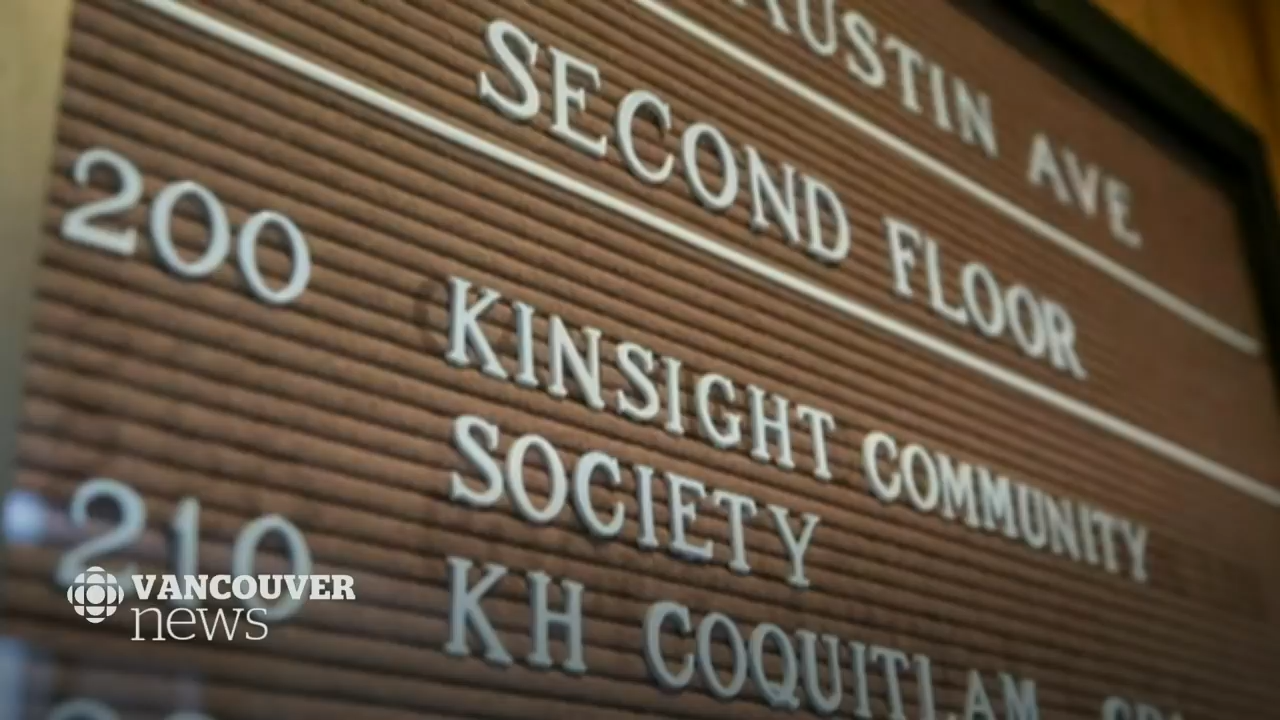 AUSTIN AVE
SECOND FLOOR
200 KINSIGHT COMMUNITY
SOCIETY
210 KH COQUITLAM
VANCOUVER
news